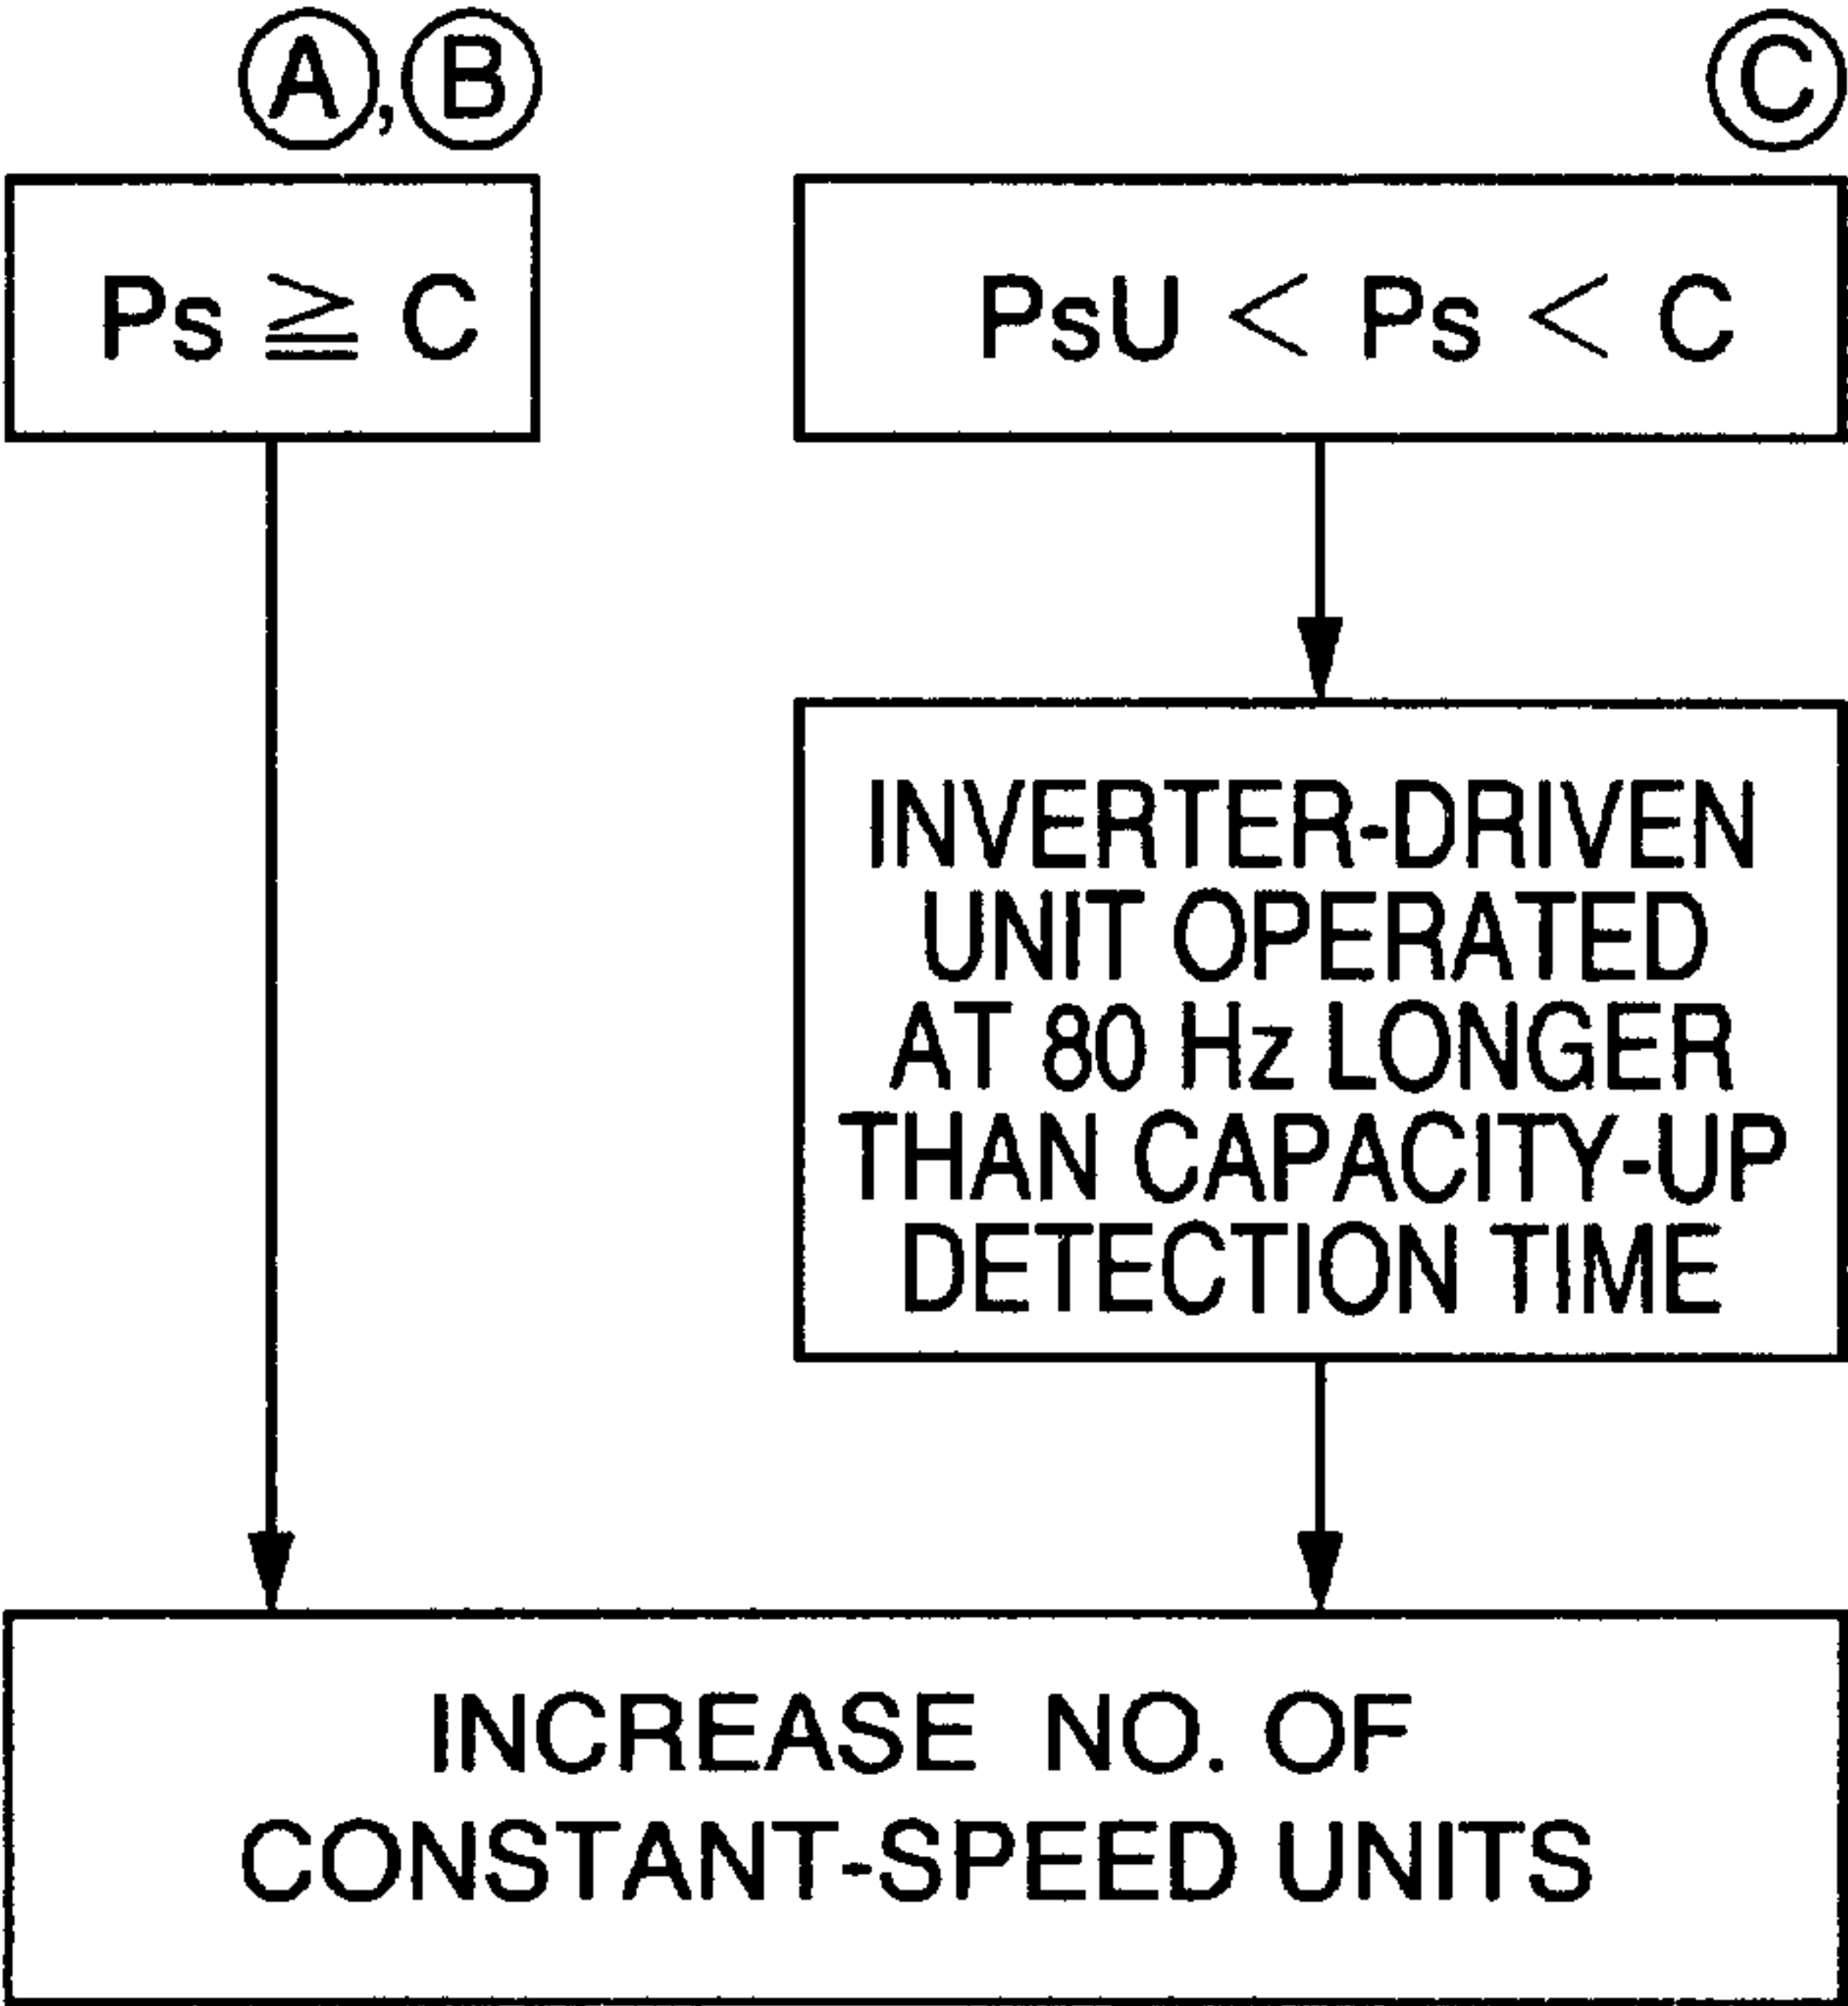 Ⓐ, Ⓑ
Ⓒ
Ps ≧ C
PsU < Ps < C
INVERTER-DRIVEN
UNIT OPERATED
AT 80 Hz LONGER
THAN CAPACITY-UP
DETECTION TIME
INCREASE NO. OF
CONSTANT-SPEED UNITS